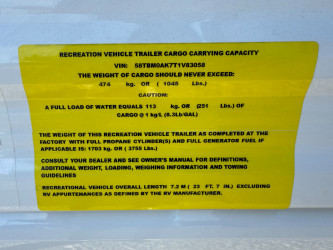 RECREATION VEHICLE TRAILER CARGO CARRYING CAPACITY
VIN: 58TBM0AK7T1V83058
THE WEIGHT OF CARGO SHOULD NEVER EXCEED:
474 kg. OR ( 1045 Lbs.)
CAUTION:
A FULL LOAD OF WATER EQUALS 113 kg. OR (251 Lbs.) OF
CARGO @ 1 kg/L (8.3Lb/GAL)
THE WEIGHT OF THIS RECREATION VEHICLE TRAILER AS COMPLETED AT THE
FACTORY WITH FULL PROPANE CYLINDER(S) AND FULL GENERATOR FUEL IF
APPLICABLE IS: 1703 kg. OR ( 3755 Lbs.)
CONSULT YOUR DEALER AND SEE OWNER'S MANUAL FOR DEFINITIONS,
ADDITIONAL WEIGHT, LOADING, WEIGHING INFORMATION AND TOWING
GUIDELINES
RECREATIONAL VEHICLE OVERALL LENGTH 7.2 M ( 23 FT. 7 IN.) EXCLUDING
RV APPURTENANCES AS DEFINED BY THE RV MANUFACTURER.